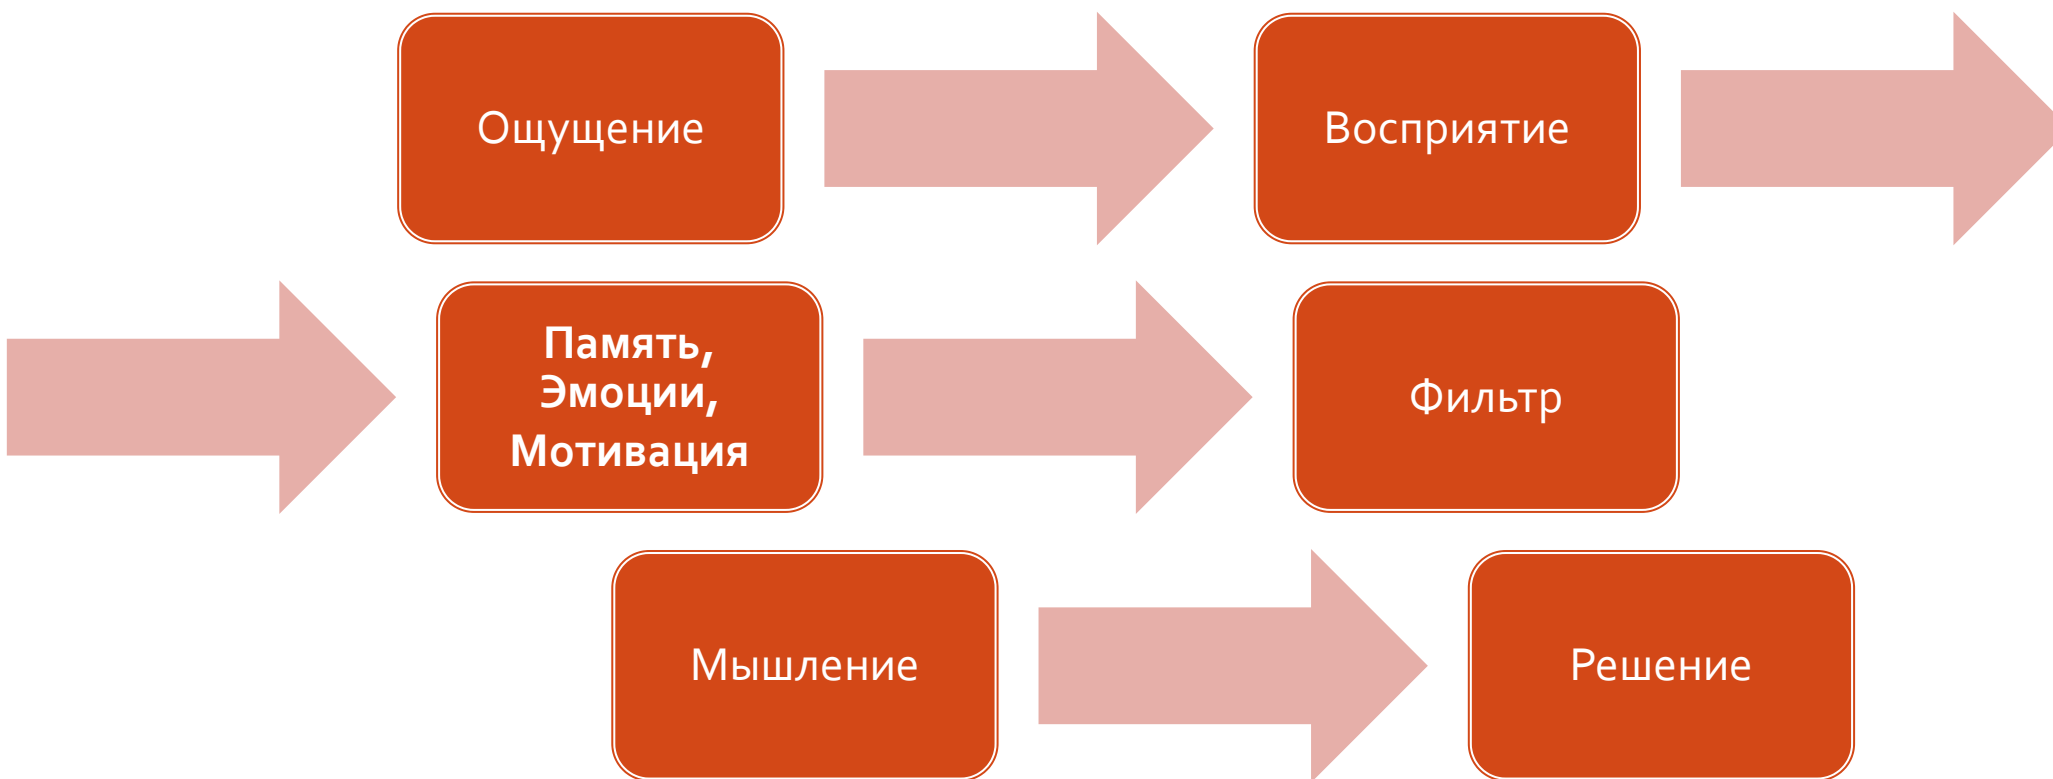 Ощущение
Восприятие
Память,
Эмоции,
Мотивация
Фильтр
Мышление
Решение